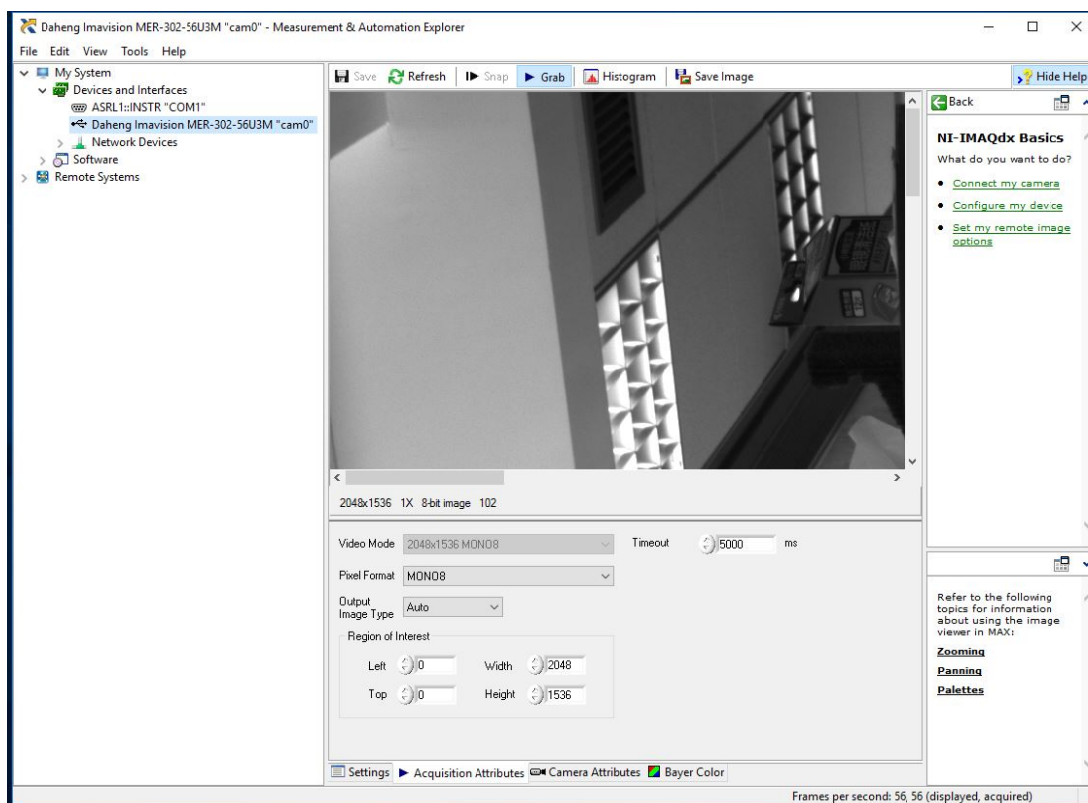 Daheng Imavision MER-302-56U3M "cam0" - Measurement & Automation Explorer
File Edit View Tools Help
My System
Devices and Interfaces
ASRL1::INSTR "COM1"
Daheng Imavision MER-302-56U3M "cam0"
Network Devices
Software
Remote Systems
Save Refresh Snap Grab Histogram Save Image Hide Help
2048x1536 1X 8-bit image 102
Video Mode 2048x1536 MONO8 Timeout 5000 ms
Pixel Format MONO8
Output
Image Type Auto
Region of Interest
Left 0 Width 2048
Top 0 Height 1536
Settings Acquisition Attributes Camera Attributes Bayer Color
Back
NI-IMAQdx Basics
What do you want to do?
Connect my camera
Configure my device
Set my remote image
options
Refer to the following
topics for information
about using the image
viewer in MAX:
Zooming
Panning
Palettes
Frames per second: 56, 56 (displayed, acquired)